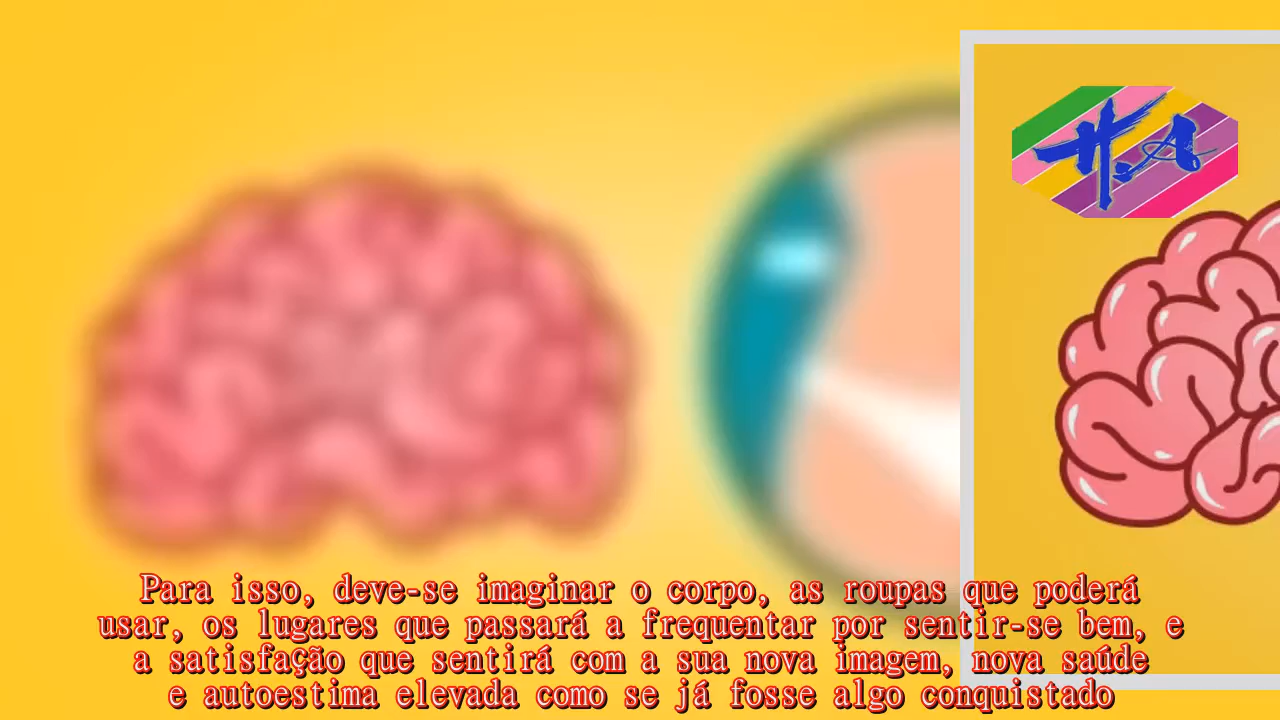 H.A
Para isso, deve-se imaginar o corpo, as roupas que poderá
usar, os lugares que passará a frequentar por sentir-se bem, e
a satisfação que sentirá com a sua nova imagem, nova saúde
e autoestima elevada como se já fosse algo conquistado